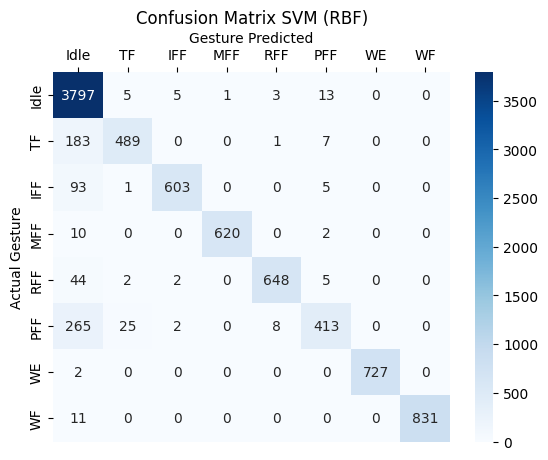 Confusion Matrix SVM (RBF)
Gesture Predicted
Idle TF IFF MFF RFF PFF WE WF
Actual Gesture
Idle 3797 5 5 1 3 13 0 0
TF 183 489 0 0 1 7 0 0
IFF 93 1 603 0 0 5 0 0
MFF 10 0 0 620 0 2 0 0
RFF 44 2 2 0 648 5 0 0
PFF 265 25 2 0 8 413 0 0
WE 2 0 0 0 0 0 727 0
WF 11 0 0 0 0 0 0 831
3500
3000
2500
2000
1500
1000
500
0